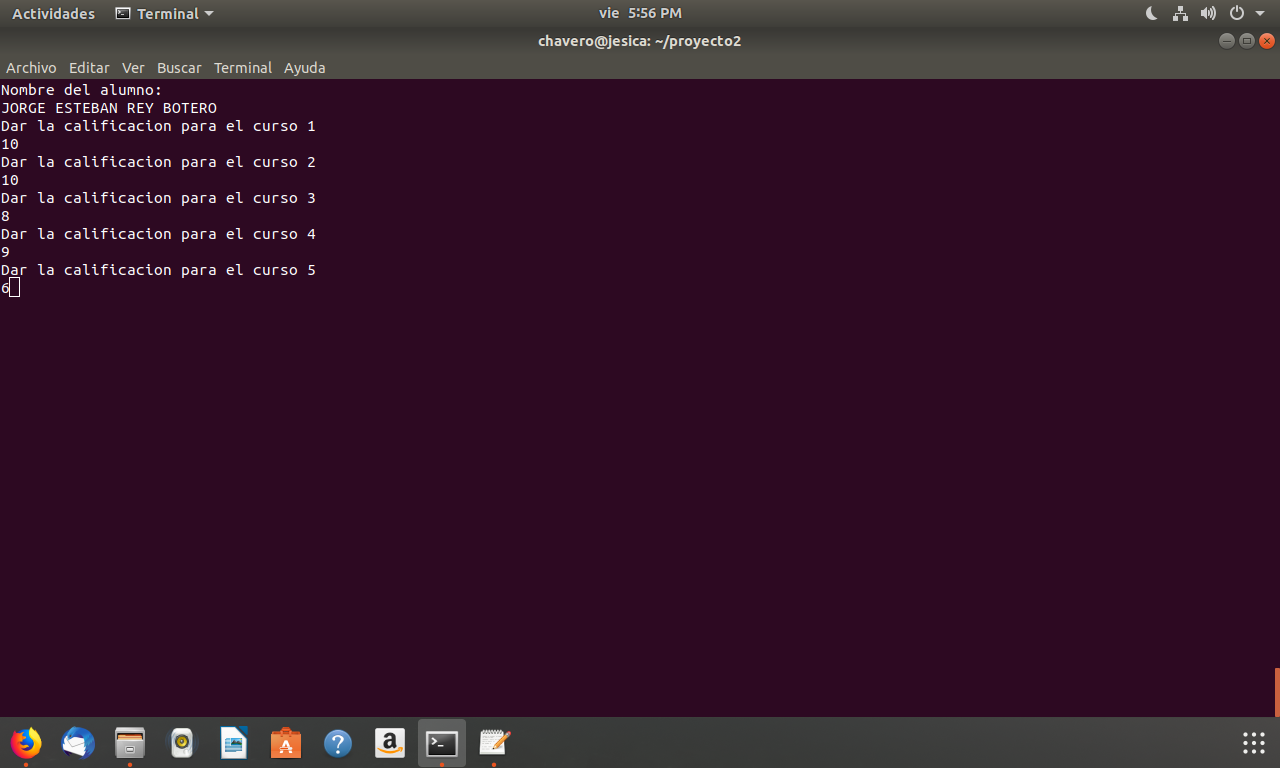 Actividades Terminal vie 5:56 PM
chavero@jesica: ~/proyecto2
Archivo Editar Ver Buscar Terminal Ayuda
Nombre del alumno:
JORGE ESTEBAN REY BOTERO
Dar la calificacion para el curso 1
10
Dar la calificacion para el curso 2
10
Dar la calificacion para el curso 3
8
Dar la calificacion para el curso 4
9
Dar la calificacion para el curso 5
6